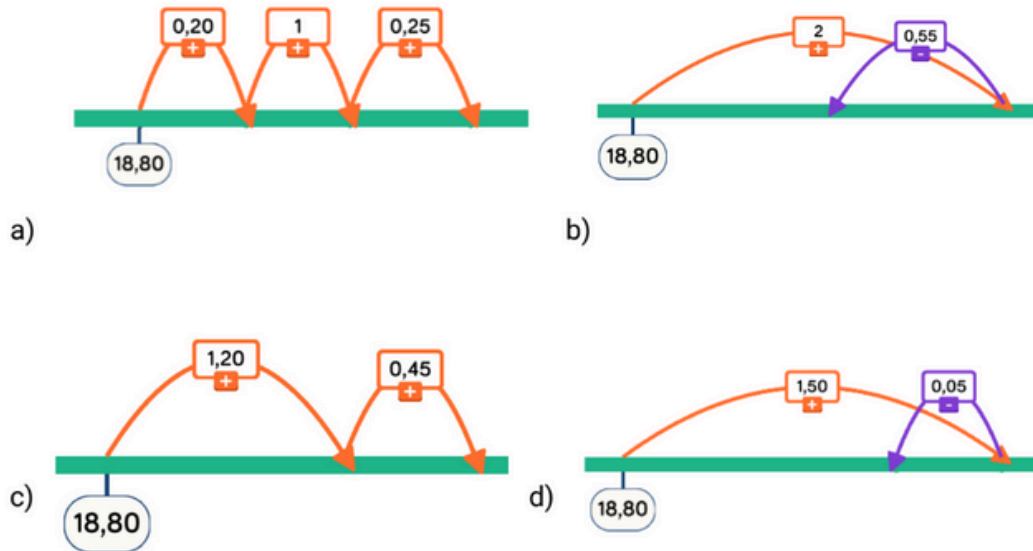 0,20 1 0,25
+ + +
18,80
a)
2 0,55
+ -
18,80
b)
1,20 0,45
+ +
18,80
c)
1,50 0,05
+ -
18,80
d)